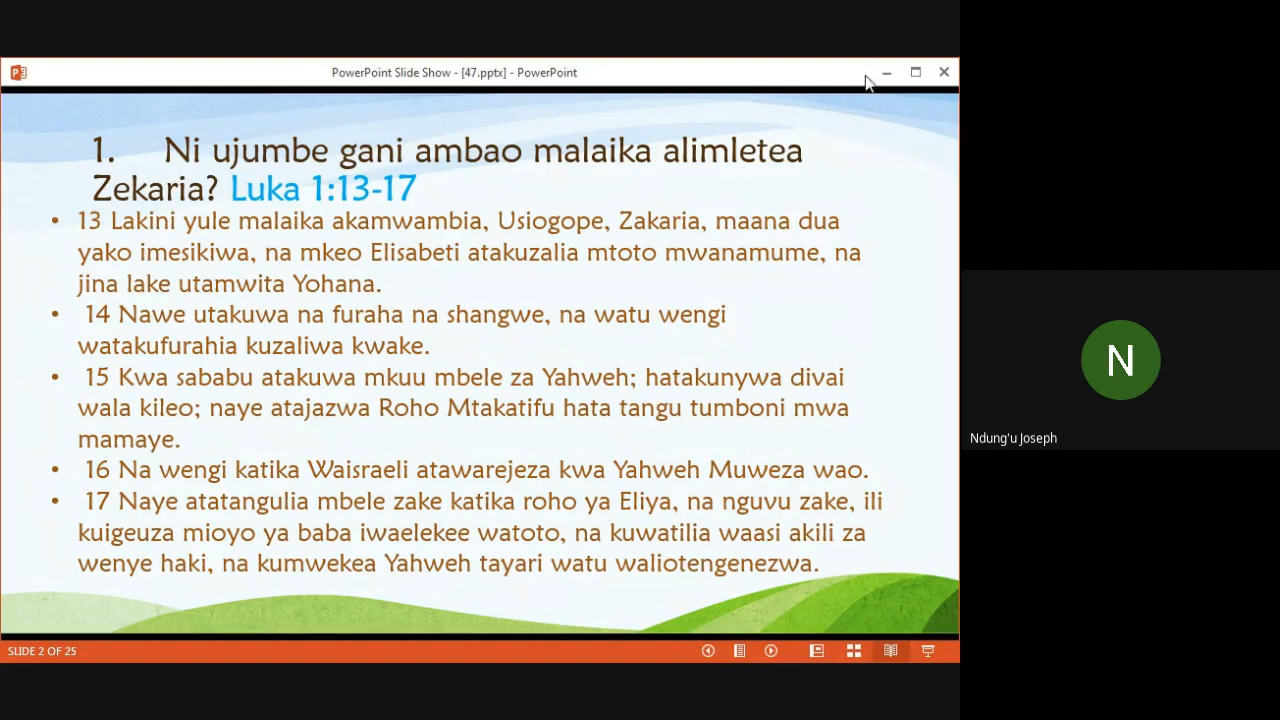 PowerPoint Slide Show - [47.pptx] - PowerPoint
1. Ni ujumbe gani ambao malaika alimletea
Zekaria? Luka 1:13-17
• 13 Lakini yule malaika akamwambia, Usiogope, Zakaria, maana dua
yako imesikiwa, na mkeo Elisabeti atakuzalia mtoto mwanamume, na
jina lake utamwita Yohana.
• 14 Nawe utakuwa na furaha na shangwe, na watu wengi
watakufurahia kuzaliwa kwake.
• 15 Kwa sababu atakuwa mkuu mbele za Yahweh; hatakunywa divai
wala kileo; naye atajazwa Roho Mtakatifu hata tangu tumboni mwa
mamaye.
• 16 Na wengi katika Waisraeli atawarejeza kwa Yahweh Muweza wao.
• 17 Naye atatangulia mbele zake katika roho ya Eliya, na nguvu zake, ili
kuigeuza mioyo ya baba iwaelekee watoto, na kuwatilia waasi akili za
wenye haki, na kumwekea Yahweh tayari watu waliotengenezwa.
SLIDE 2 OF 25
N
Ndung'u Joseph